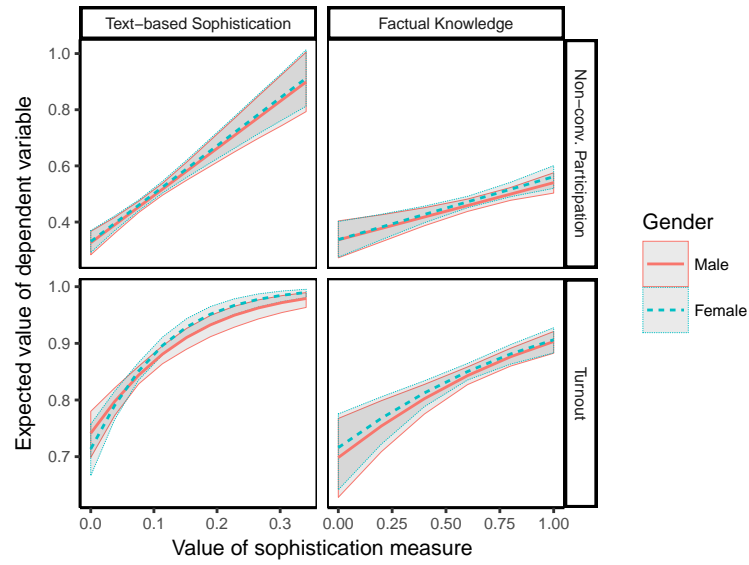 Text−based Sophistication
Factual Knowledge
Expected value of dependent variable
1.0
0.8
0.6
0.4
Non−conv. Participation
1.0
0.9
0.8
0.7
Turnout
0.0
0.1
0.2
0.3
0.00
0.25
0.50
0.75
1.00
Value of sophistication measure
Gender
Male
Female